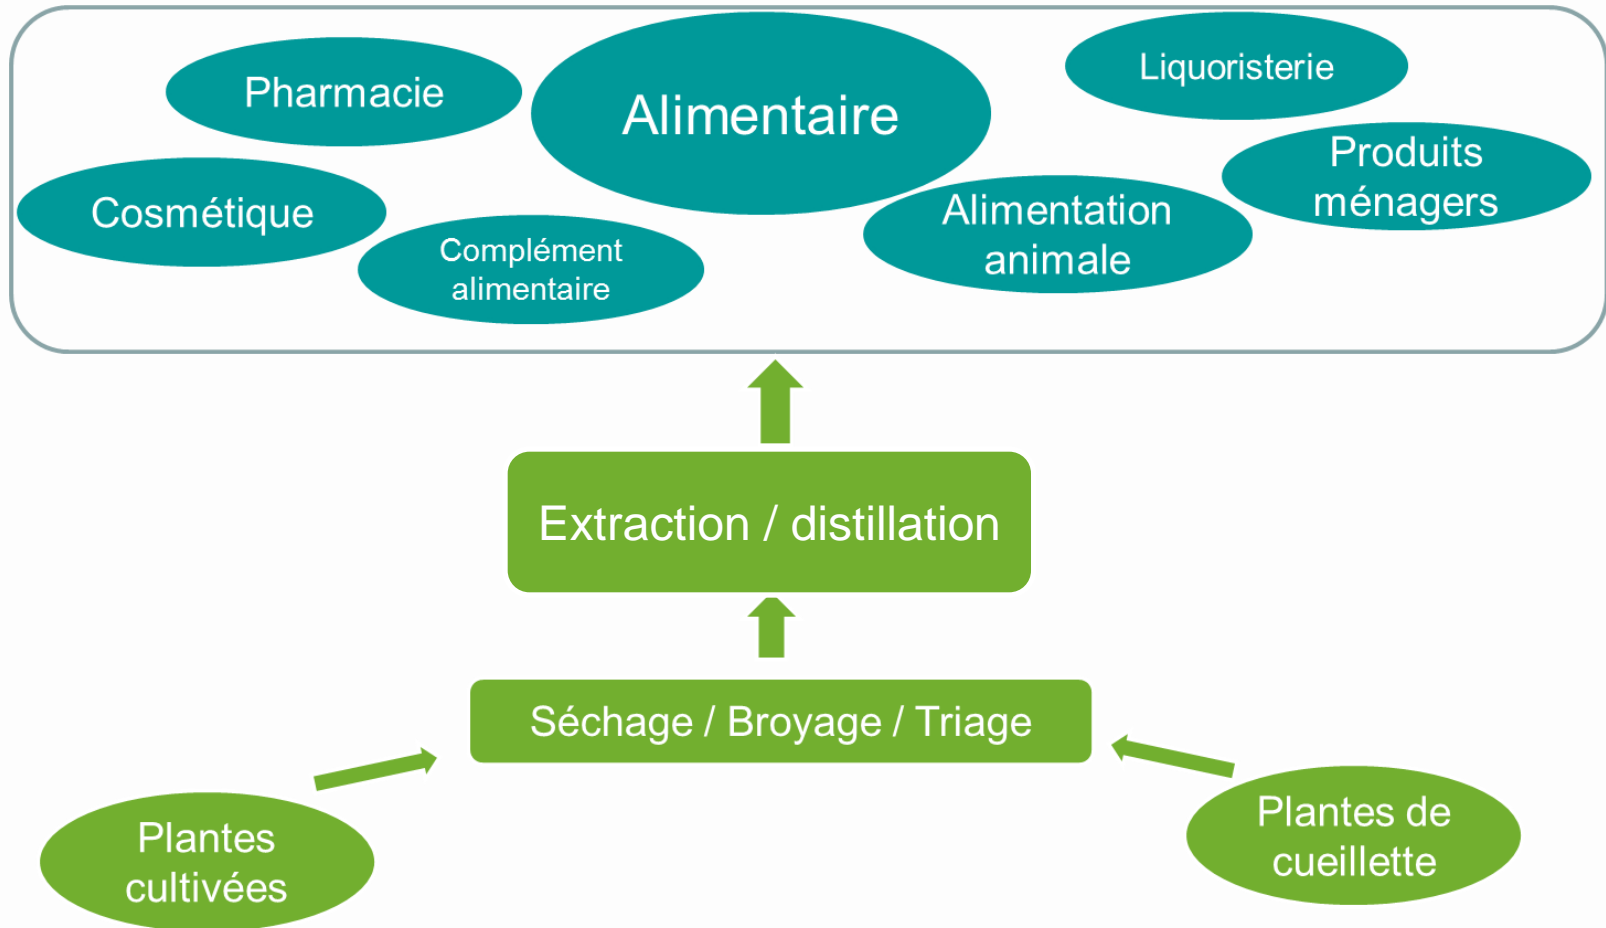 Pharmacie
Alimentaire
Liquoristerie
Cosmétique
Complément
alimentaire
Alimentation
animale
Produits
ménagers
Extraction / distillation
Séchage / Broyage / Triage
Plantes
cultivées
Plantes de
cueillette